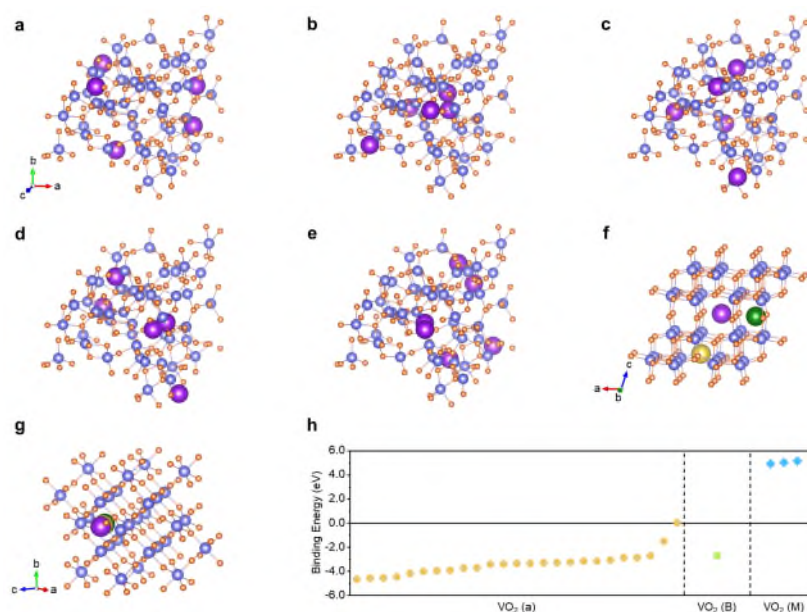 a
b
c
b
a
c
d
e
f
c
a
b
g
h
b
c
a
Binding Energy (eV)
6.0
4.0
2.0
0.0
-2.0
-4.0
-6.0
VO₂ (a)
VO₂ (B)
VO₂ (M)